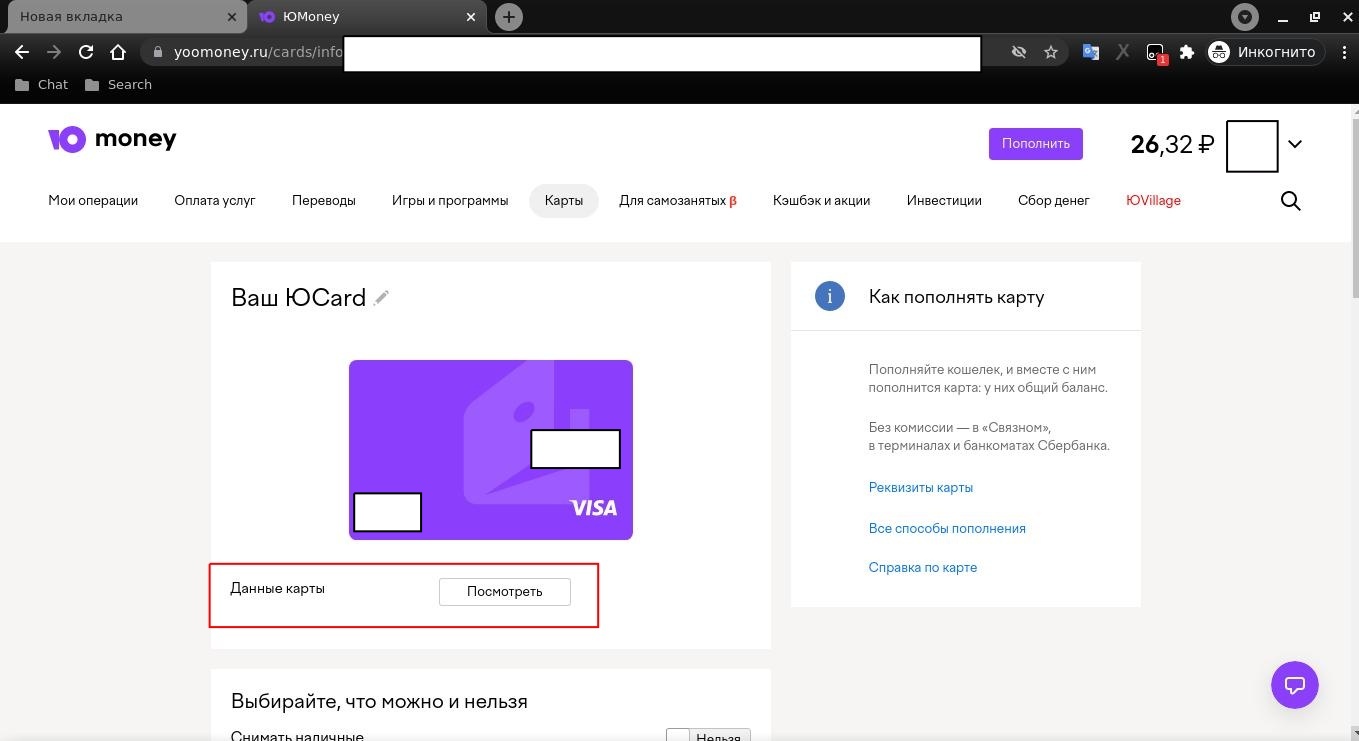 Новая вкладка
ЮMoney
yoomoney.ru/cards/info
1
Инкогнито
Chat
Search
Ю money
Пополнить
26,32 ₽
Мои операции
Оплата услуг
Переводы
Игры и программы
Карты
Для самозанятых β
Кэшбэк и акции
Инвестиции
Сбор денег
ЮVillage
Ваш ЮCard
VISA
Данные карты
Посмотреть
i
Как пополнять карту
Пополняйте кошелек, и вместе с ним
пополнится карта: у них общий баланс.
Без комиссии — в «Связном»,
в терминалах и банкоматах Сбербанка.
Реквизиты карты
Все способы пополнения
Справка по карте
Выбирайте, что можно и нельзя
Снимать наличные
Нельзя